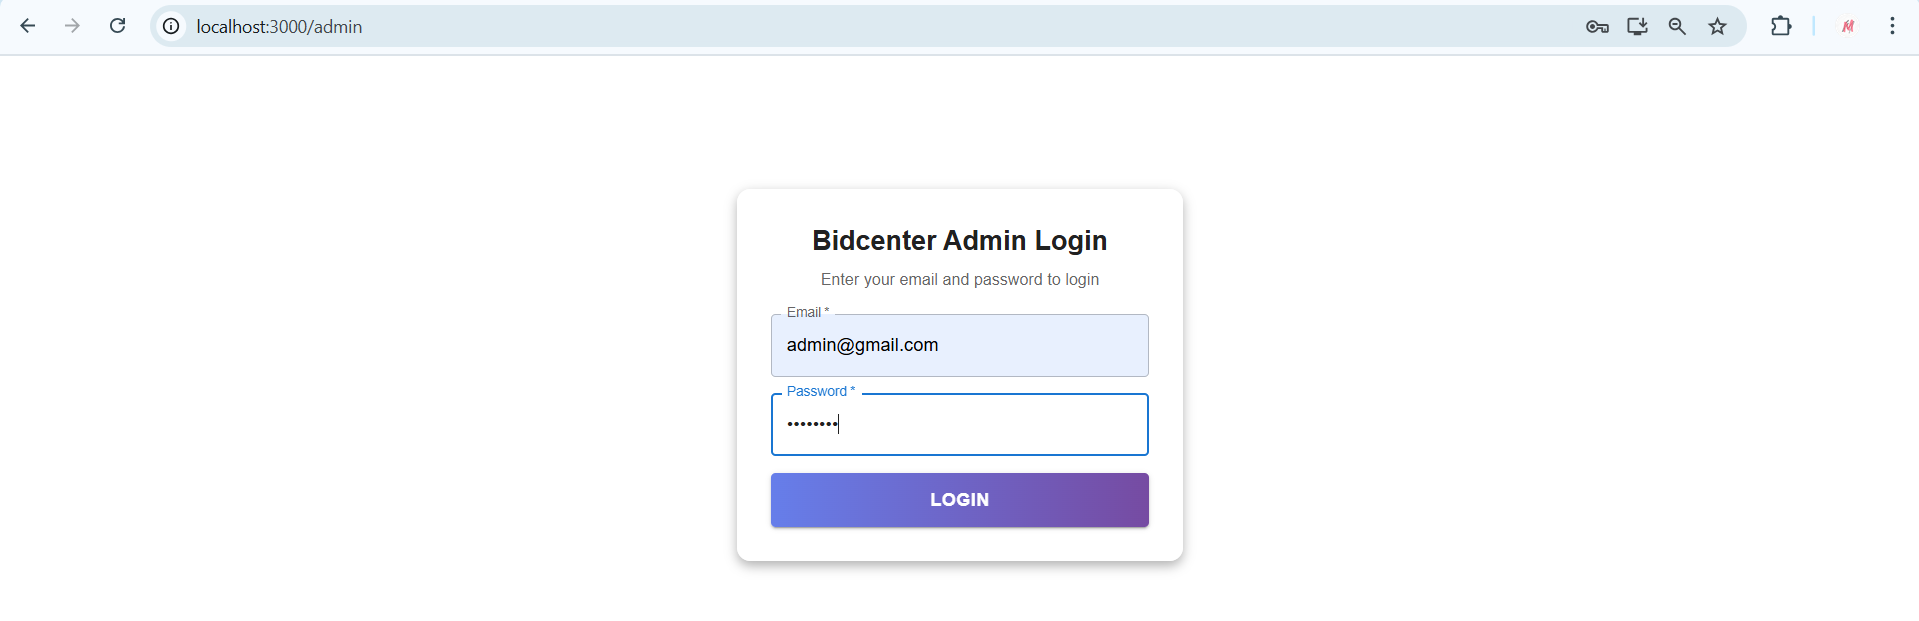 localhost:3000/admin
Bidcenter Admin Login
Enter your email and password to login
Email *
admin@gmail.com
Password *
••••••••
LOGIN